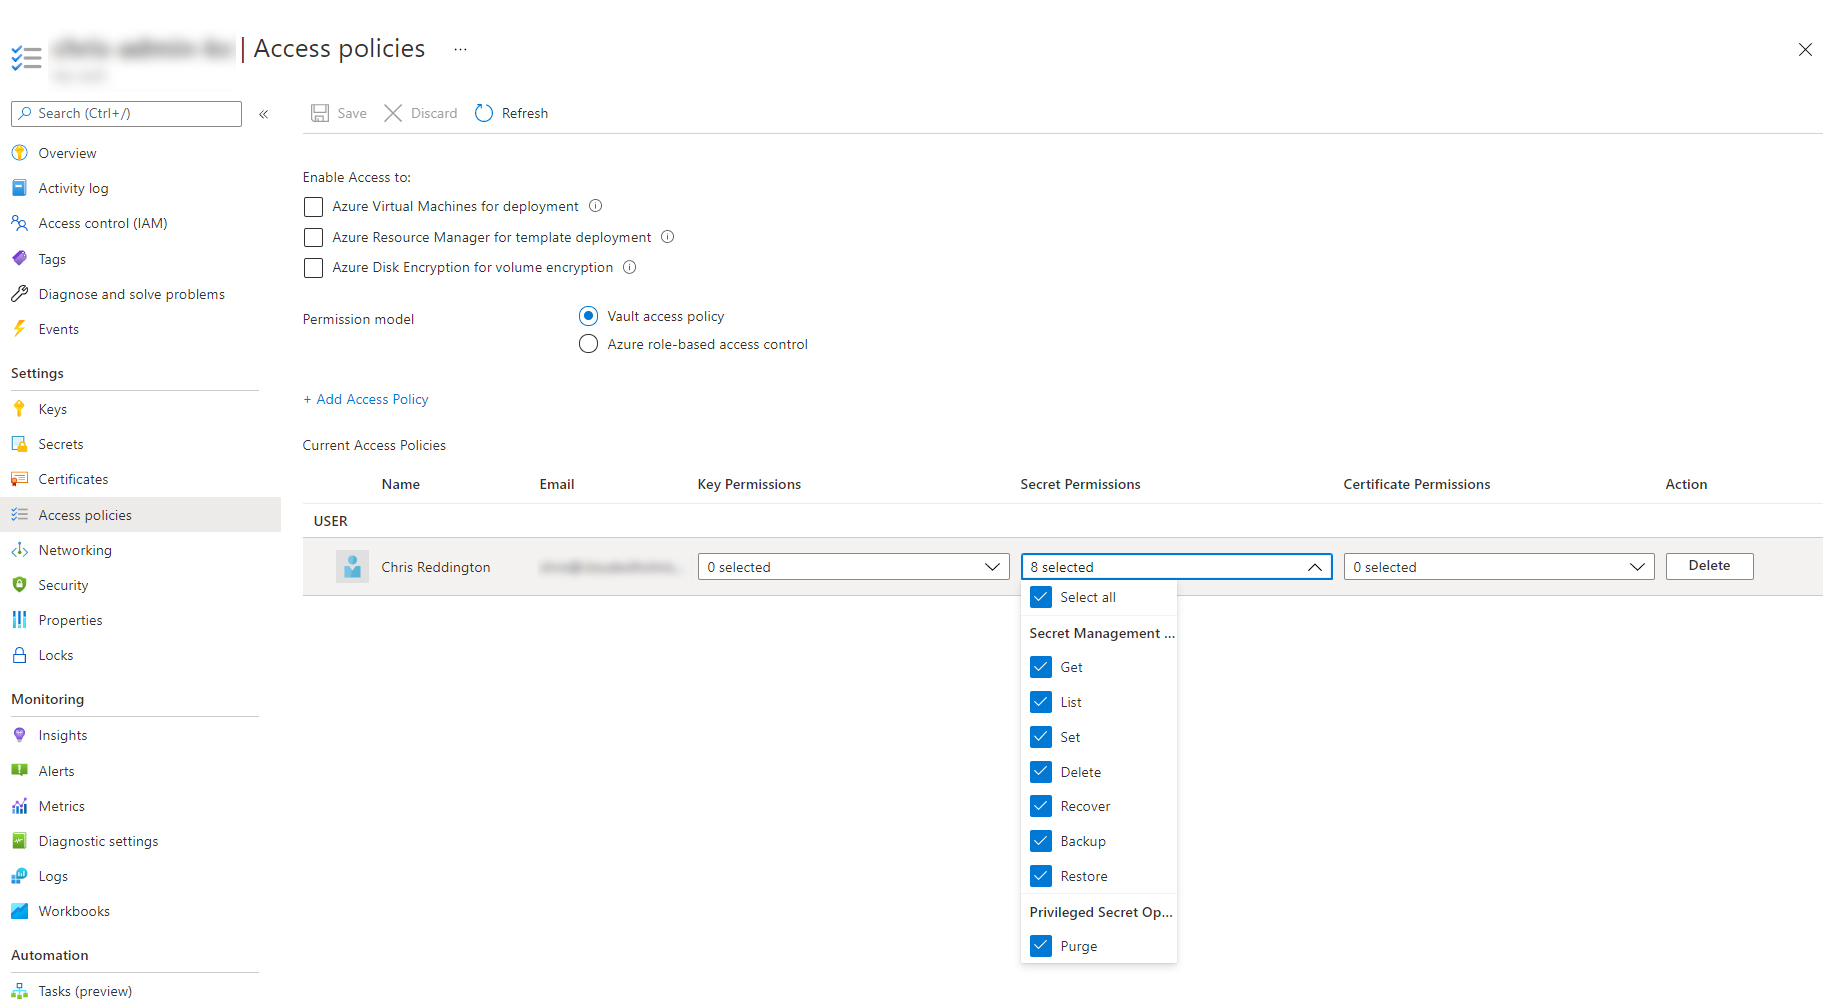 | Access policies ...
Search (Ctrl+/)
«
Save
Discard
Refresh
Overview
Activity log
Access control (IAM)
Tags
Diagnose and solve problems
Events
Settings
Keys
Secrets
Certificates
Access policies
Networking
Security
Properties
Locks
Monitoring
Insights
Alerts
Metrics
Diagnostic settings
Logs
Workbooks
Automation
Tasks (preview)
Enable Access to:
Azure Virtual Machines for deployment
Azure Resource Manager for template deployment
Azure Disk Encryption for volume encryption
Permission model
Vault access policy
Azure role-based access control
+ Add Access Policy
Current Access Policies
Name Email Key Permissions Secret Permissions Certificate Permissions Action
USER
Chris Reddington 0 selected 8 selected 0 selected Delete
Select all
Secret Management ...
Get
List
Set
Delete
Recover
Backup
Restore
Privileged Secret Op...
Purge